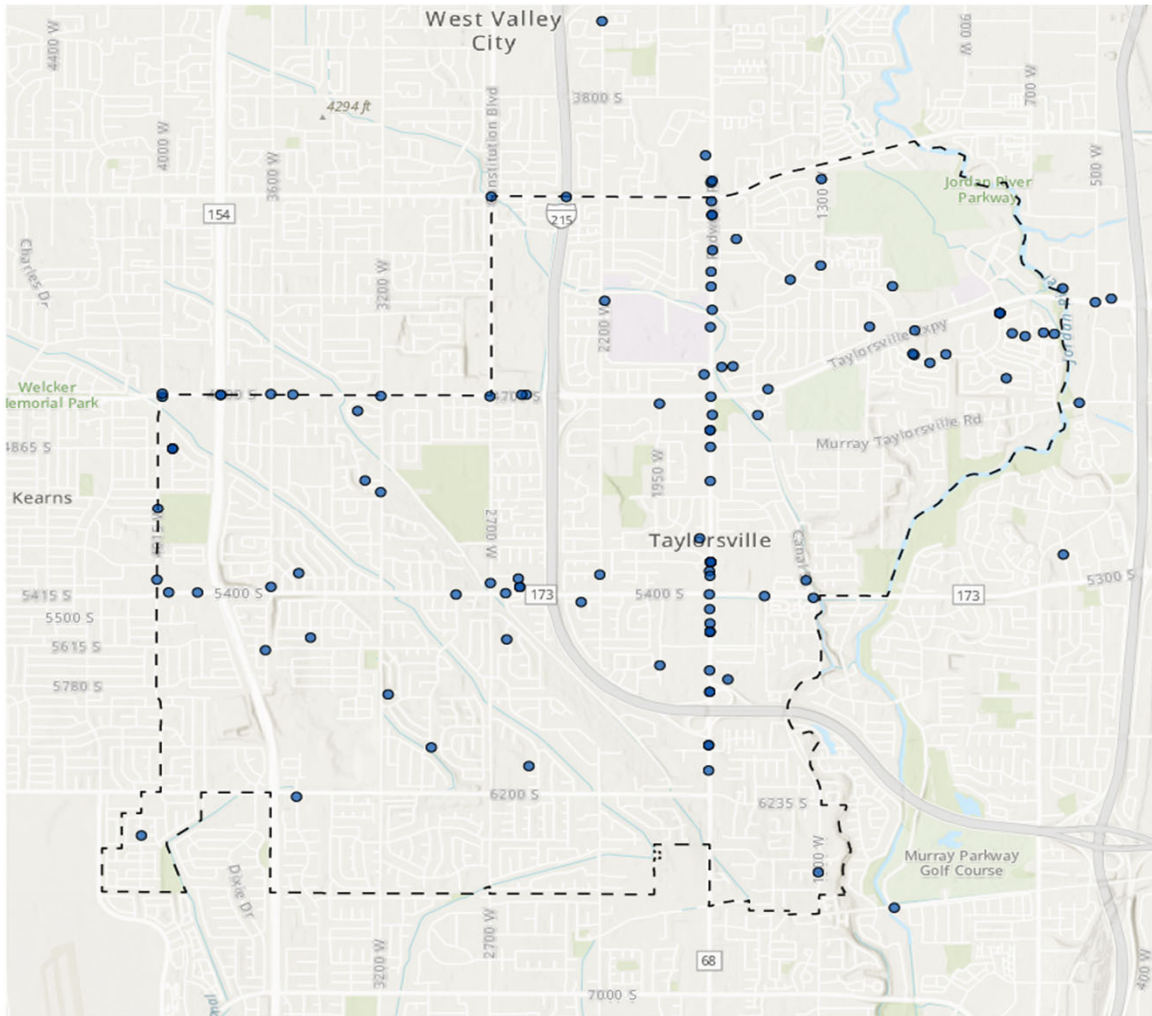 West Valley
City
4400 W
900 W
700 W
3800 S
4294 ft
4000 W
3600 W
500 W
Jordan River
Parkway
1300 W
154
215
Charles Dr
3200 W
2200 W
Taylorsville Expy
Welcker
Memorial Park
4700 S
Murray Taylorsville Rd
4865 S
1950 W
Kearns
2700 W
Taylorsville
Canal
5415 S
5400 S
173
5400 S
173
5300 S
5500 S
5615 S
5780 S
6200 S
6235 S
Murray Parkway
Golf Course
Dixie Dr
3200 W
2700 W
68
400 W
7000 S